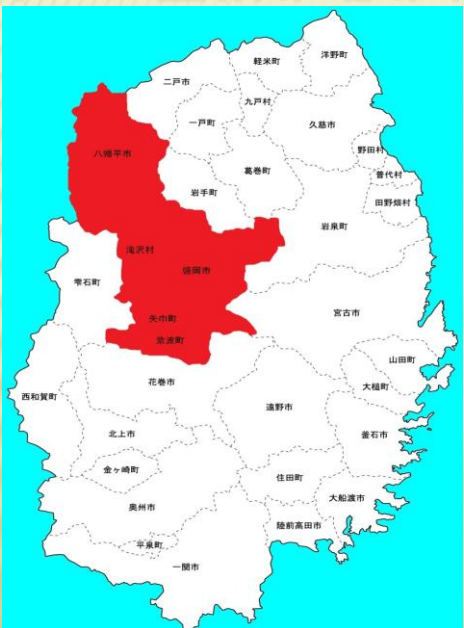 洋野町
軽米町
二戸市
九戸村
一戸町
久慈市
八幡平市
野田村
葛巻町
普代村
岩手町
田野畑村
岩泉町
滝沢村
盛岡市
雫石町
宮古市
矢巾町
紫波町
山田町
花巻市
大槌町
西和賀町
遠野市
釜石市
北上市
金ヶ崎町
住田町
大船渡市
奥州市
陸前高田市
平泉町
一関市